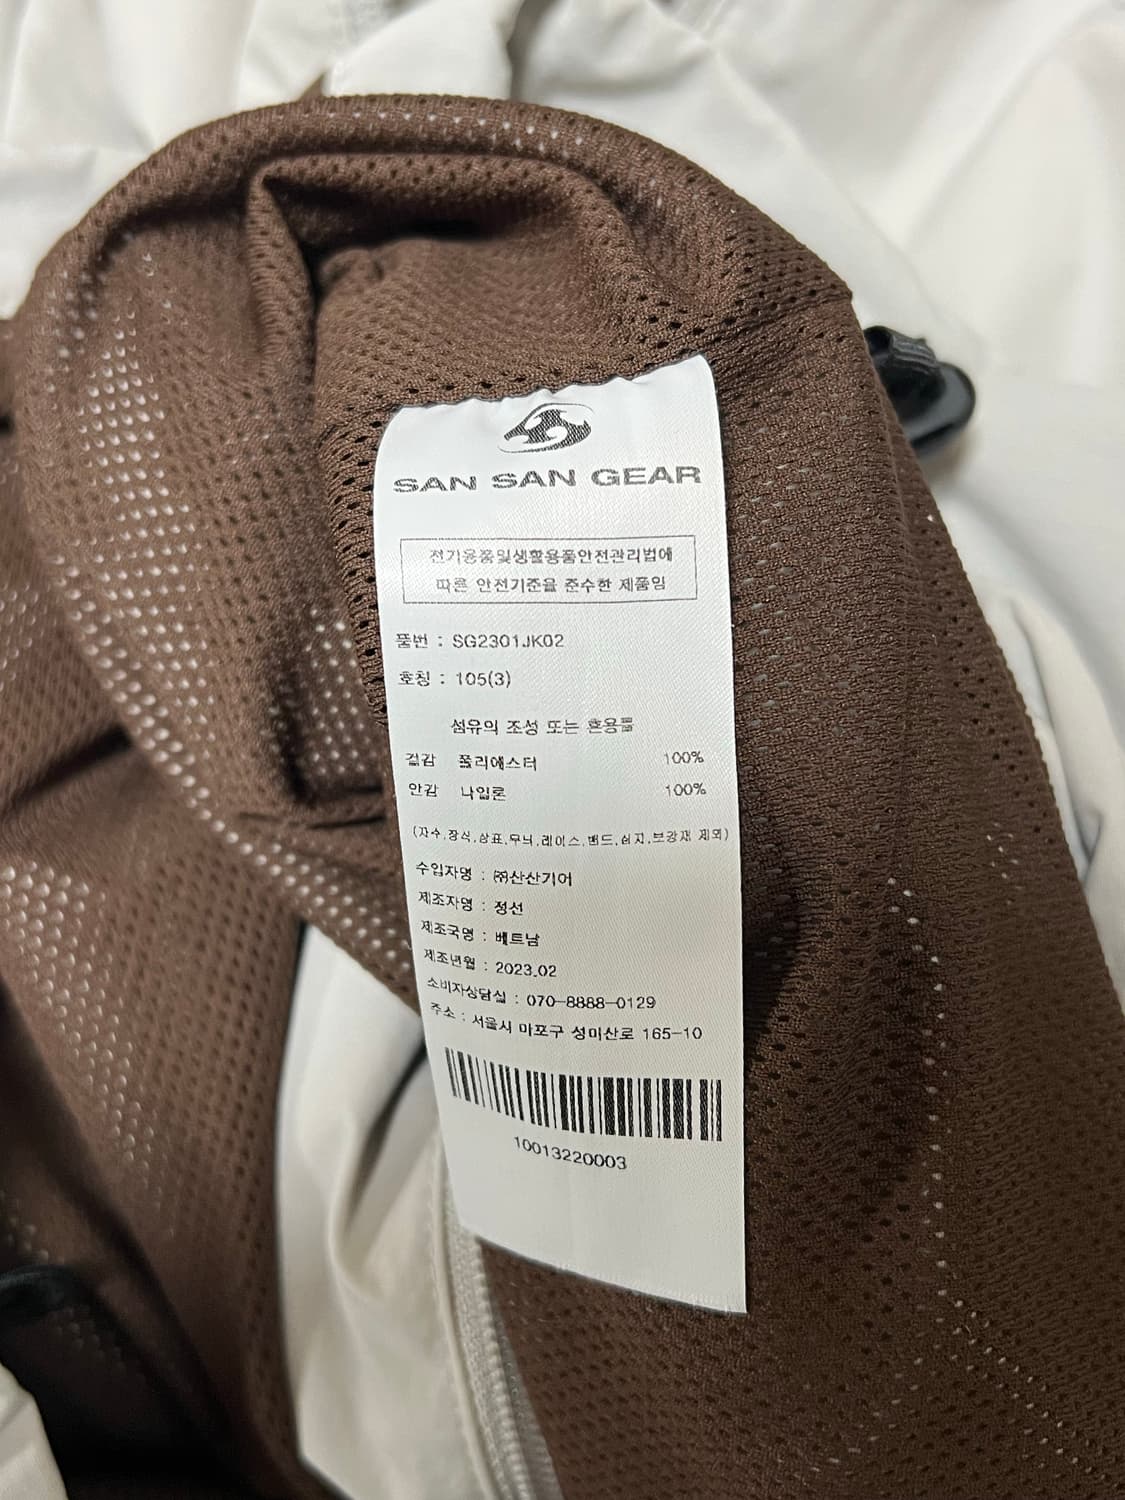 SAN SAN GEAR
전기용품및생활용품안전관리법에
따른 안전기준을 준수한 제품임
품번 : SG2301JK02
호칭 : 105(3)
섬유의 조성 또는 혼용률
겉감 폴리에스터 100%
안감 나일론 100%
(자수,장식,상표,무늬,레이스,밴드,심지,보강재 제외)
수입자명 : ㈜산산기어
제조자명 : 정선
제조국명 : 베트남
제조년월 : 2023.02
소비자상담실 : 070-8888-0129
주소 : 서울시 마포구 성미산로 165-10
10013220003